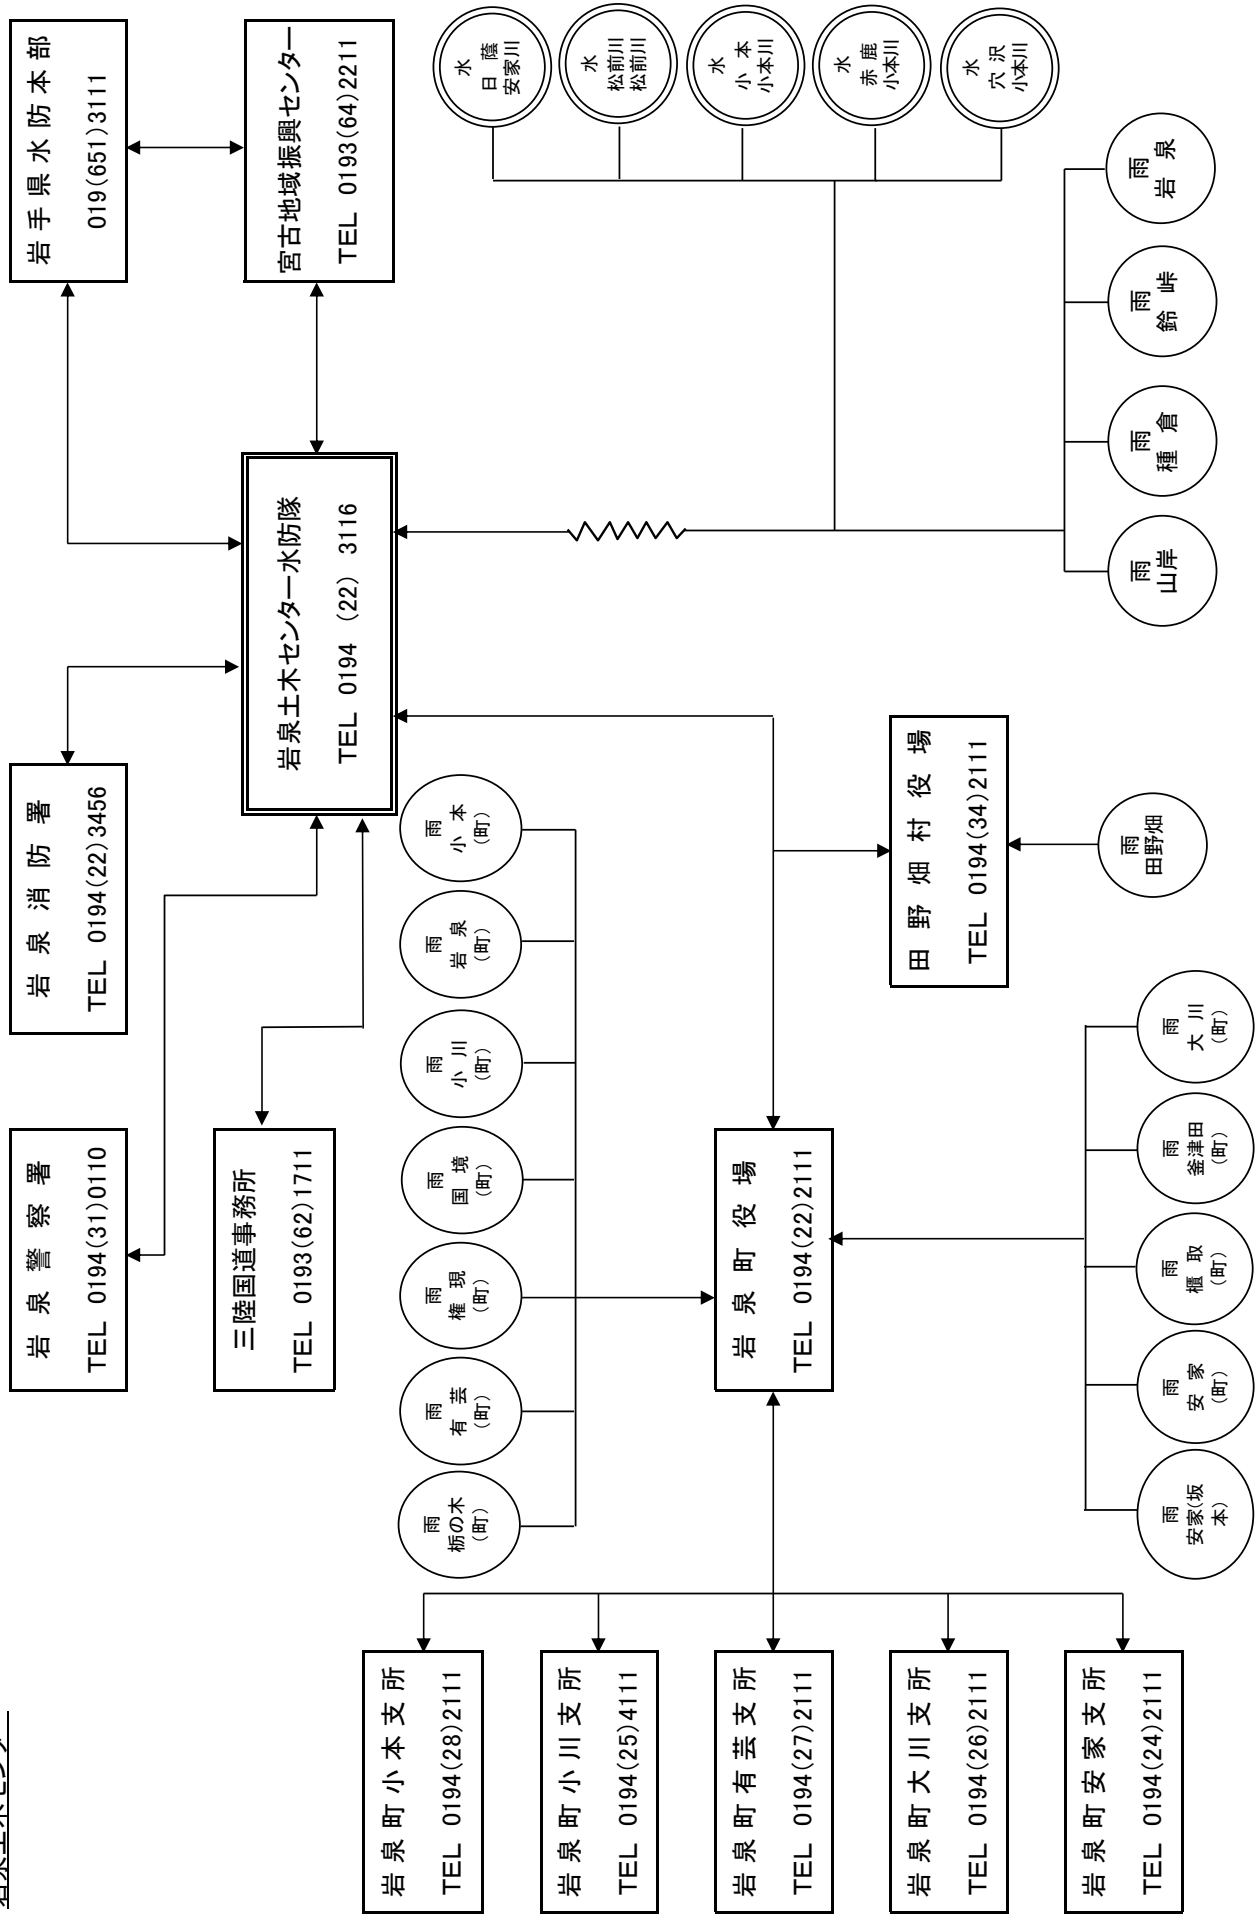 岩泉警察署
TEL 0194(31)0110
岩泉消防署
TEL 0194(22)3456
岩手県水防本部
019(651)3111
三陸国道事務所
TEL 0193(62)1711
岩泉土木センター水防隊
TEL 0194 (22) 3116
宮古地域振興センター
TEL 0193(64)2211
雨
栃の木
(町)
雨
有芸
(町)
雨
権現
(町)
雨
国境
(町)
雨
小川
(町)
雨
岩泉
(町)
雨
小本
(町)
水
日蔭
安家川
水
松前川
松前川
水
小本
小本川
水
赤鹿
小本川
水
穴沢
小本川
岩泉町小本支所
TEL 0194(28)2111
岩泉町小川支所
TEL 0194(25)4111
岩泉町有芸支所
TEL 0194(27)2111
岩泉町大川支所
TEL 0194(26)2111
岩泉町安家支所
TEL 0194(24)2111
岩泉町役場
TEL 0194(22)2111
田野畑村役場
TEL 0194(34)2111
雨
安家(坂
本)
雨
安家
(町)
雨
櫃取
(町)
雨
釜津田
(町)
雨
大川
(町)
雨
田野畑
雨
山岸
雨
種倉
雨
鈴峠
雨
岩泉